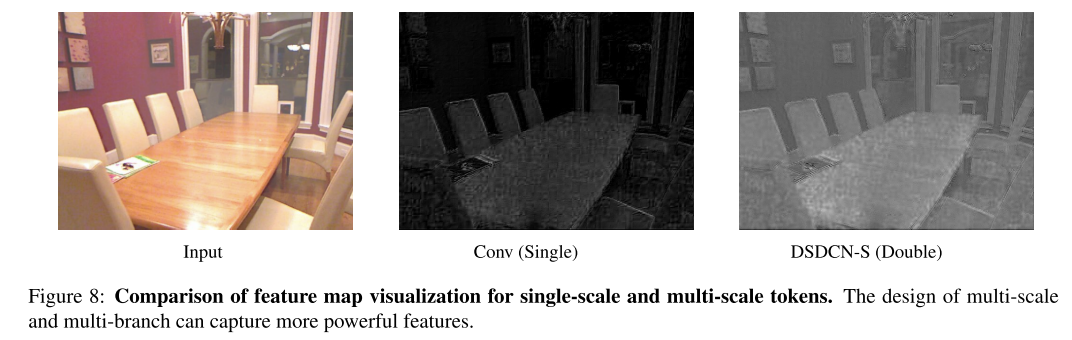 Input
Conv (Single)
DSDCN-S (Double)
Figure 8: Comparison of feature map visualization for single-scale and multi-scale tokens. The design of multi-scale
and multi-branch can capture more powerful features.